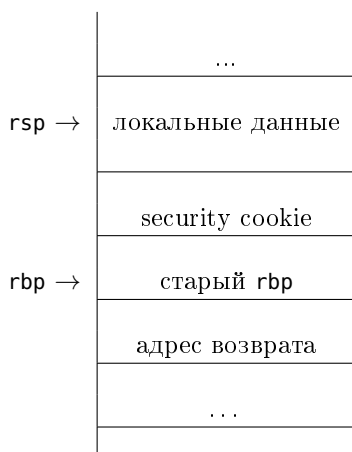 ...
rsp → локальные данные
security cookie
rbp → старый rbp
адрес возврата
...